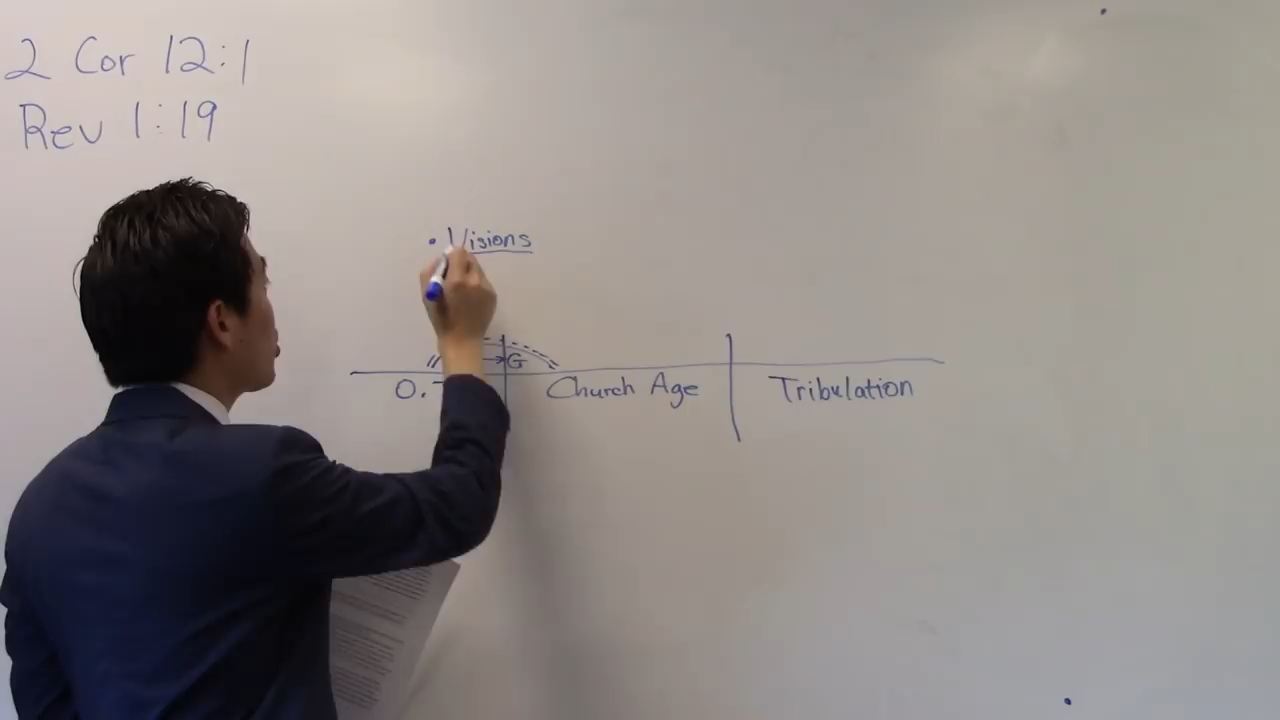 2 Cor 12:1
Rev 1:19
• Visions
G
O. Church Age Tribulation